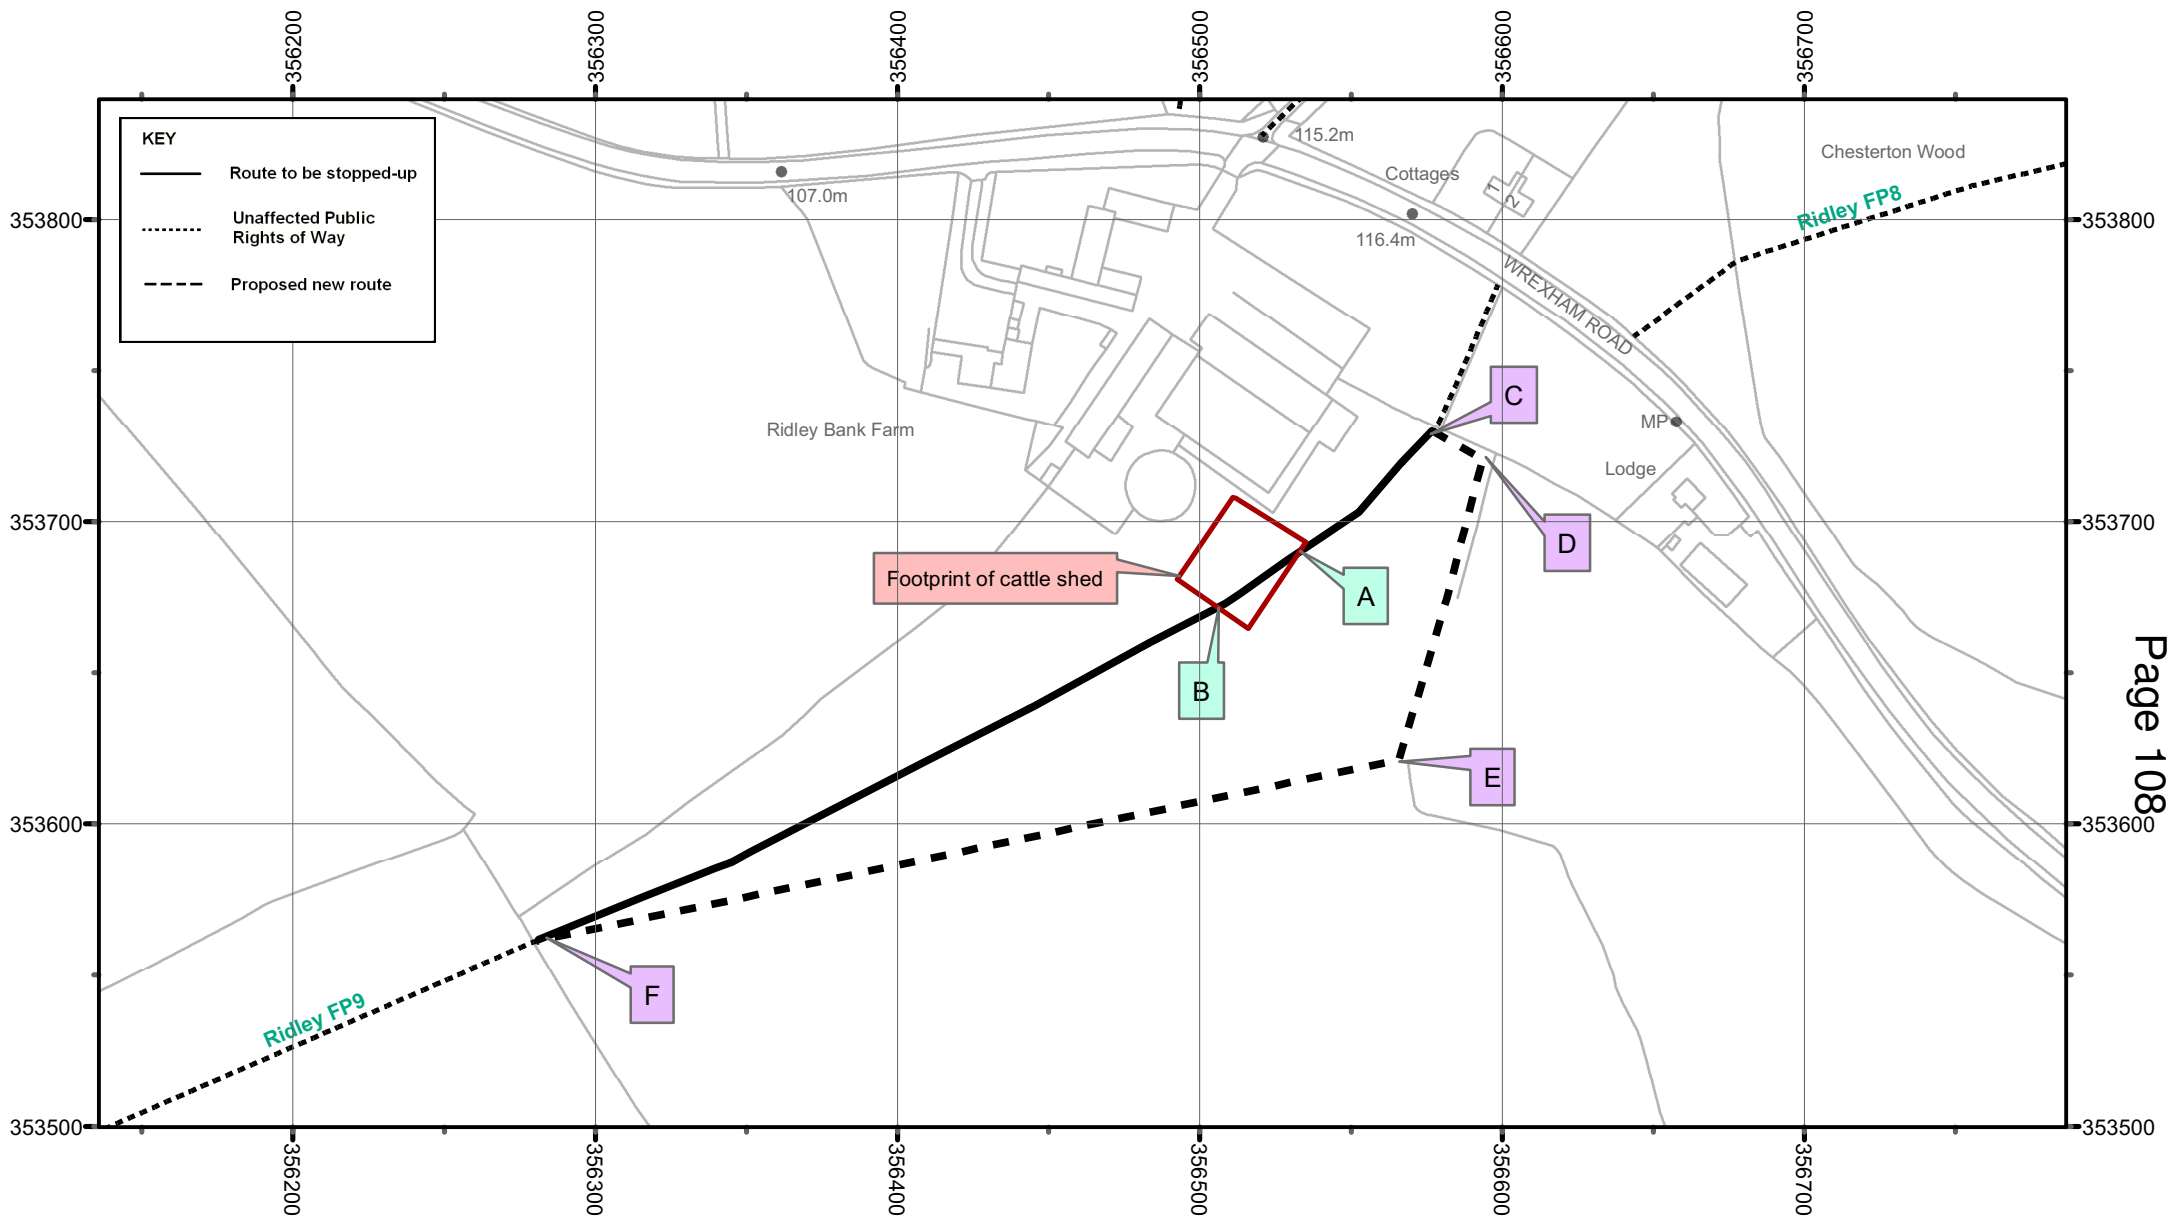 356200
356300
356400
356500
356600
356700
KEY
Route to be stopped-up
Unaffected Public
Rights of Way
Proposed new route
115.2m
107.0m
Cottages
1
2
116.4m
Chesterton Wood
Ridley FP8
353800
353800
WREXHAM ROAD
C
MP
Ridley Bank Farm
Lodge
353700
353700
D
Footprint of cattle shed
A
B
E
Page 108
353600
353600
F
Ridley FP9
353500
353500
356200
356300
356400
356500
356600
356700